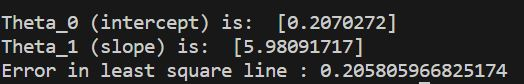 Theta_0 (intercept) is:  [0.2070272]
Theta_1 (slope) is:  [5.98091717]
Error in least square line : 0.205805966825174